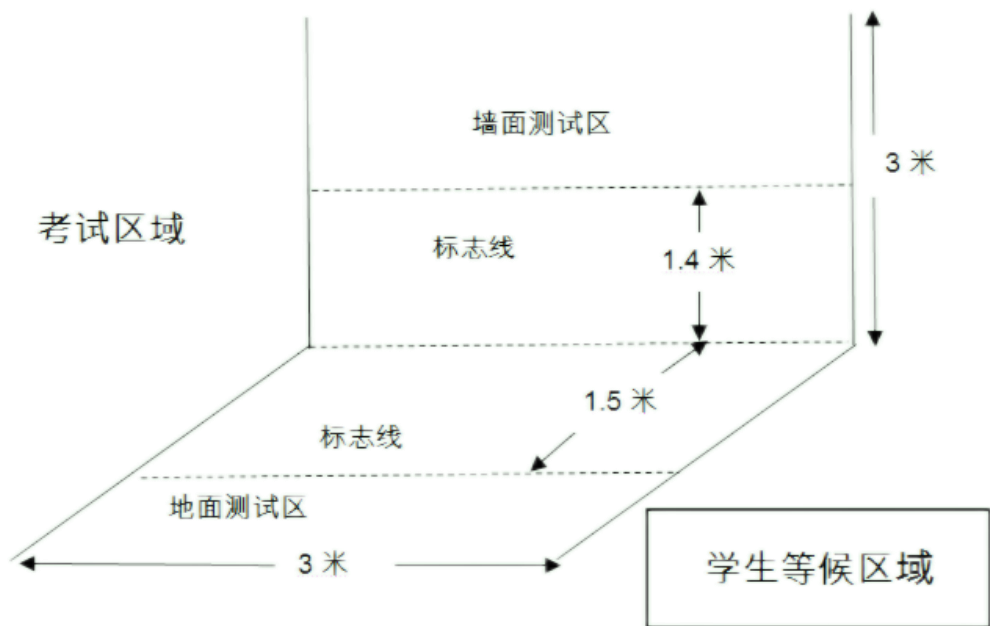 墙面测试区
3 米
考试区域
标志线
1.4 米
1.5 米
标志线
地面测试区
3 米
学生等候区域